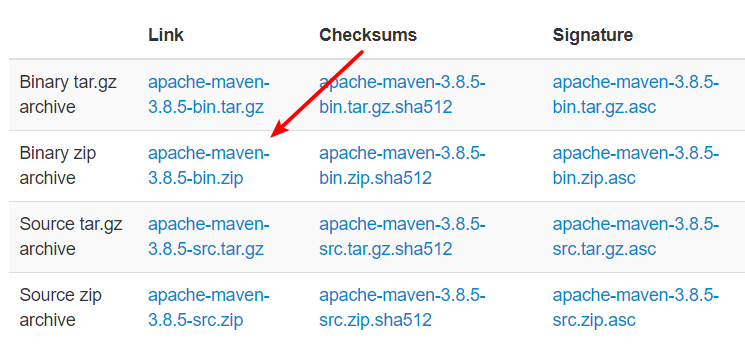 Link Checksums Signature
Binary tar.gz apache-maven- apache-maven-3.8.5- apache-maven-3.8.5-
archive 3.8.5-bin.tar.gz bin.tar.gz.sha512 bin.tar.gz.asc
Binary zip apache-maven- apache-maven-3.8.5- apache-maven-3.8.5-
archive 3.8.5-bin.zip bin.zip.sha512 bin.zip.asc
Source tar.gz apache-maven- apache-maven-3.8.5- apache-maven-3.8.5-
archive 3.8.5-src.tar.gz src.tar.gz.sha512 src.tar.gz.asc
Source zip apache-maven- apache-maven-3.8.5- apache-maven-3.8.5-
archive 3.8.5-src.zip src.zip.sha512 src.zip.asc